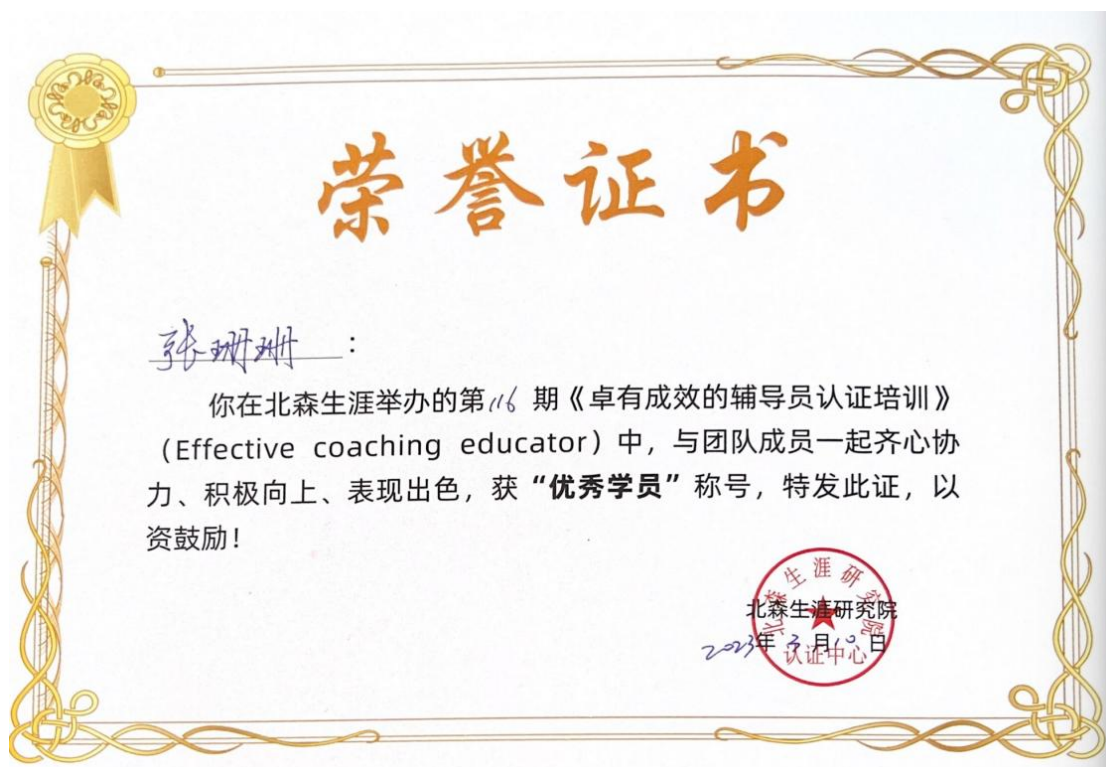 荣誉证书
张珊珊：
你在北森生涯举办的第116期《卓有成效的辅导员认证培训》
（Effective coaching educator）中，与团队成员一起齐心协
力、积极向上、表现出色，获“优秀学员”称号，特发此证，以
资鼓励！
北森生涯研究院
北森生涯研究院
2023年3月10日
认证中心